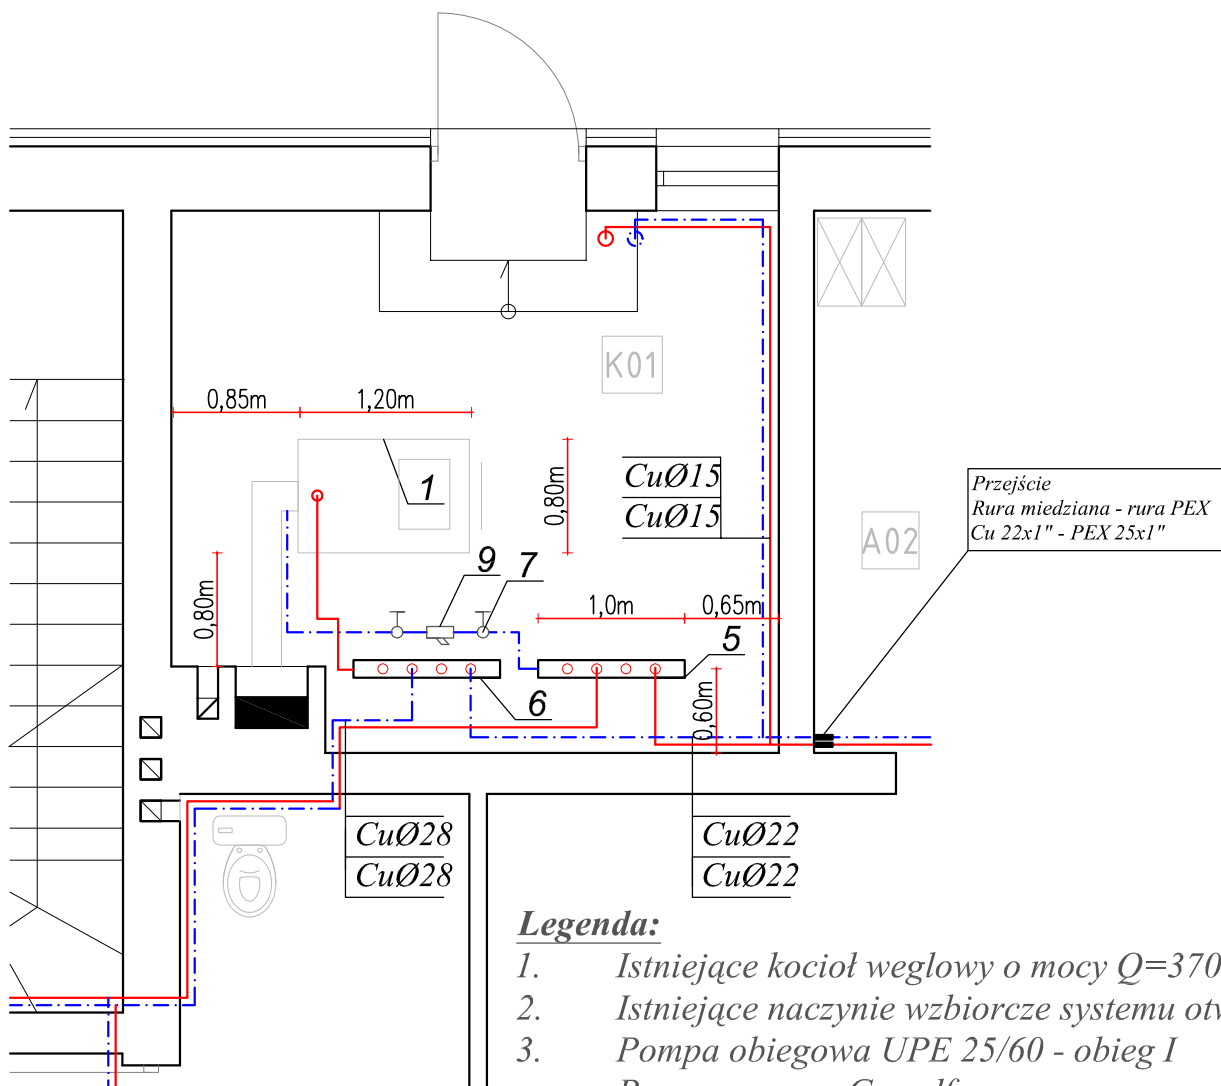 K01
0,85m
1,20m
1
0,80m
CuØ15
CuØ15
A02
Przejście
Rura miedziana - rura PEX
Cu 22x1" - PEX 25x1"
9
7
0,80m
1,0m
0,65m
5
6
0,60m
CuØ28
CuØ28
CuØ22
CuØ22
Legenda:
1. Istniejące kocioł weglowy o mocy Q=370
2. Istniejące naczynie wzbiorcze systemu otw
3. Pompa obiegowa UPE 25/60 - obieg I